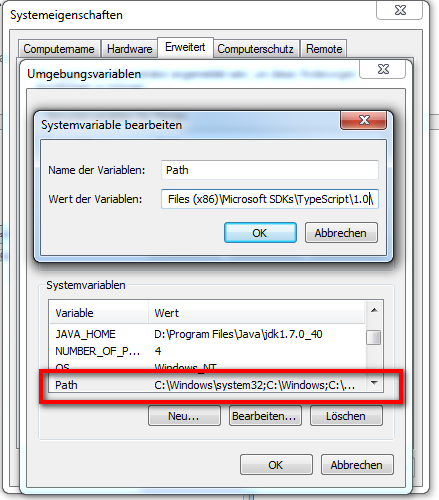 Systemeigenschaften
Computername Hardware Erweitert Computerschutz Remote
Umgebungsvariablen
Systemvariable bearbeiten
Name der Variablen: Path
Wert der Variablen: Files (x86)\Microsoft SDKs\TypeScript\1.0\
OK Abbrechen
Systemvariablen
Variable Wert
JAVA_HOME D:\Program Files\Java\jdk1.7.0_40
NUMBER_OF_P... 4
OS Windows_NT
Path C:\Windows\system32;C:\Windows;C:\...
Neu... Bearbeiten... Löschen
OK Abbrechen